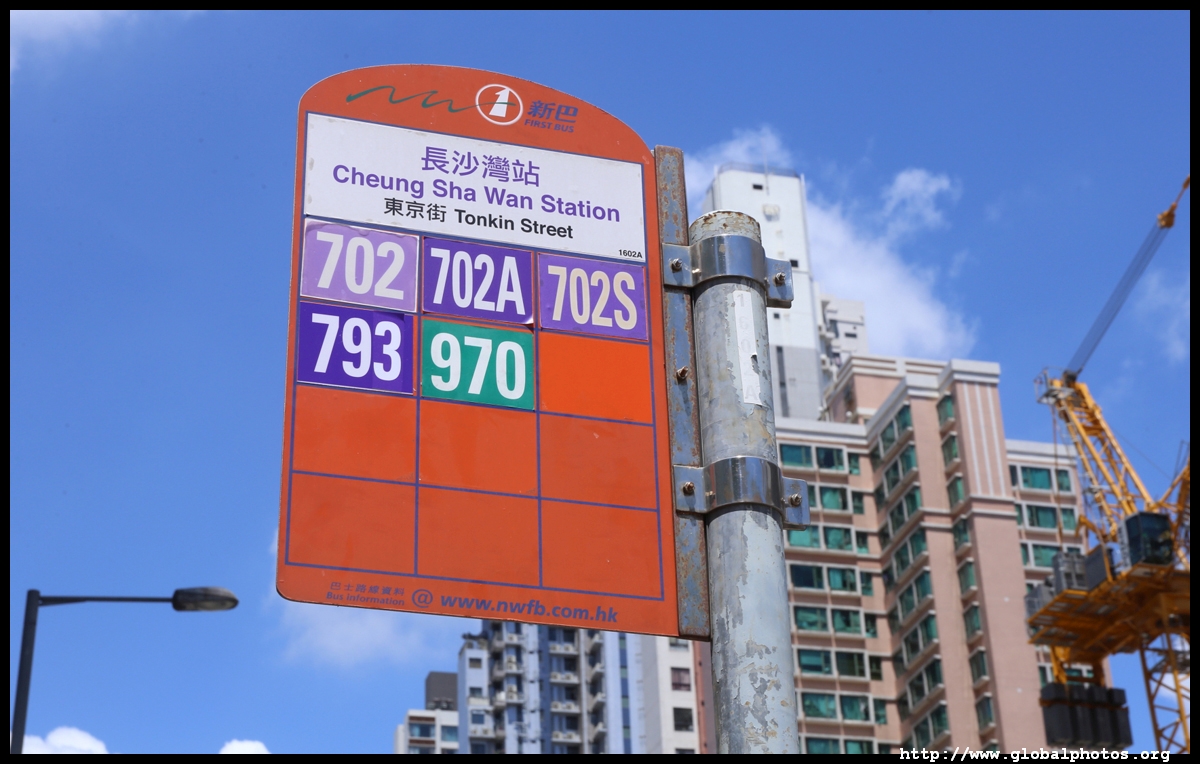 新巴
FIRST BUS
長沙灣站
Cheung Sha Wan Station
東京街 Tonkin Street
1602A
702 702A 702S
793 970
巴士路線資料
Bus Information @ www.nwfb.com.hk
http://www.globalphotos.org